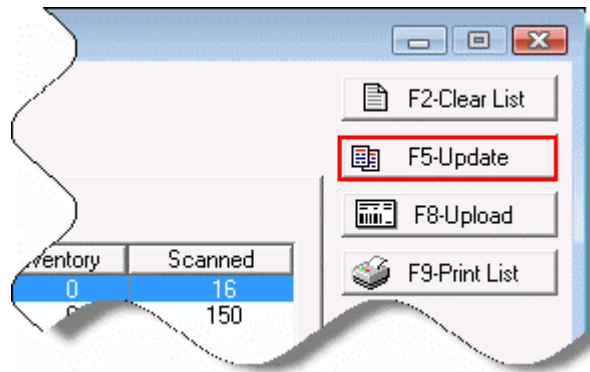 F2-Clear List
F5-Update
F8-Upload
F9-Print List
ventory Scanned
0 16
150